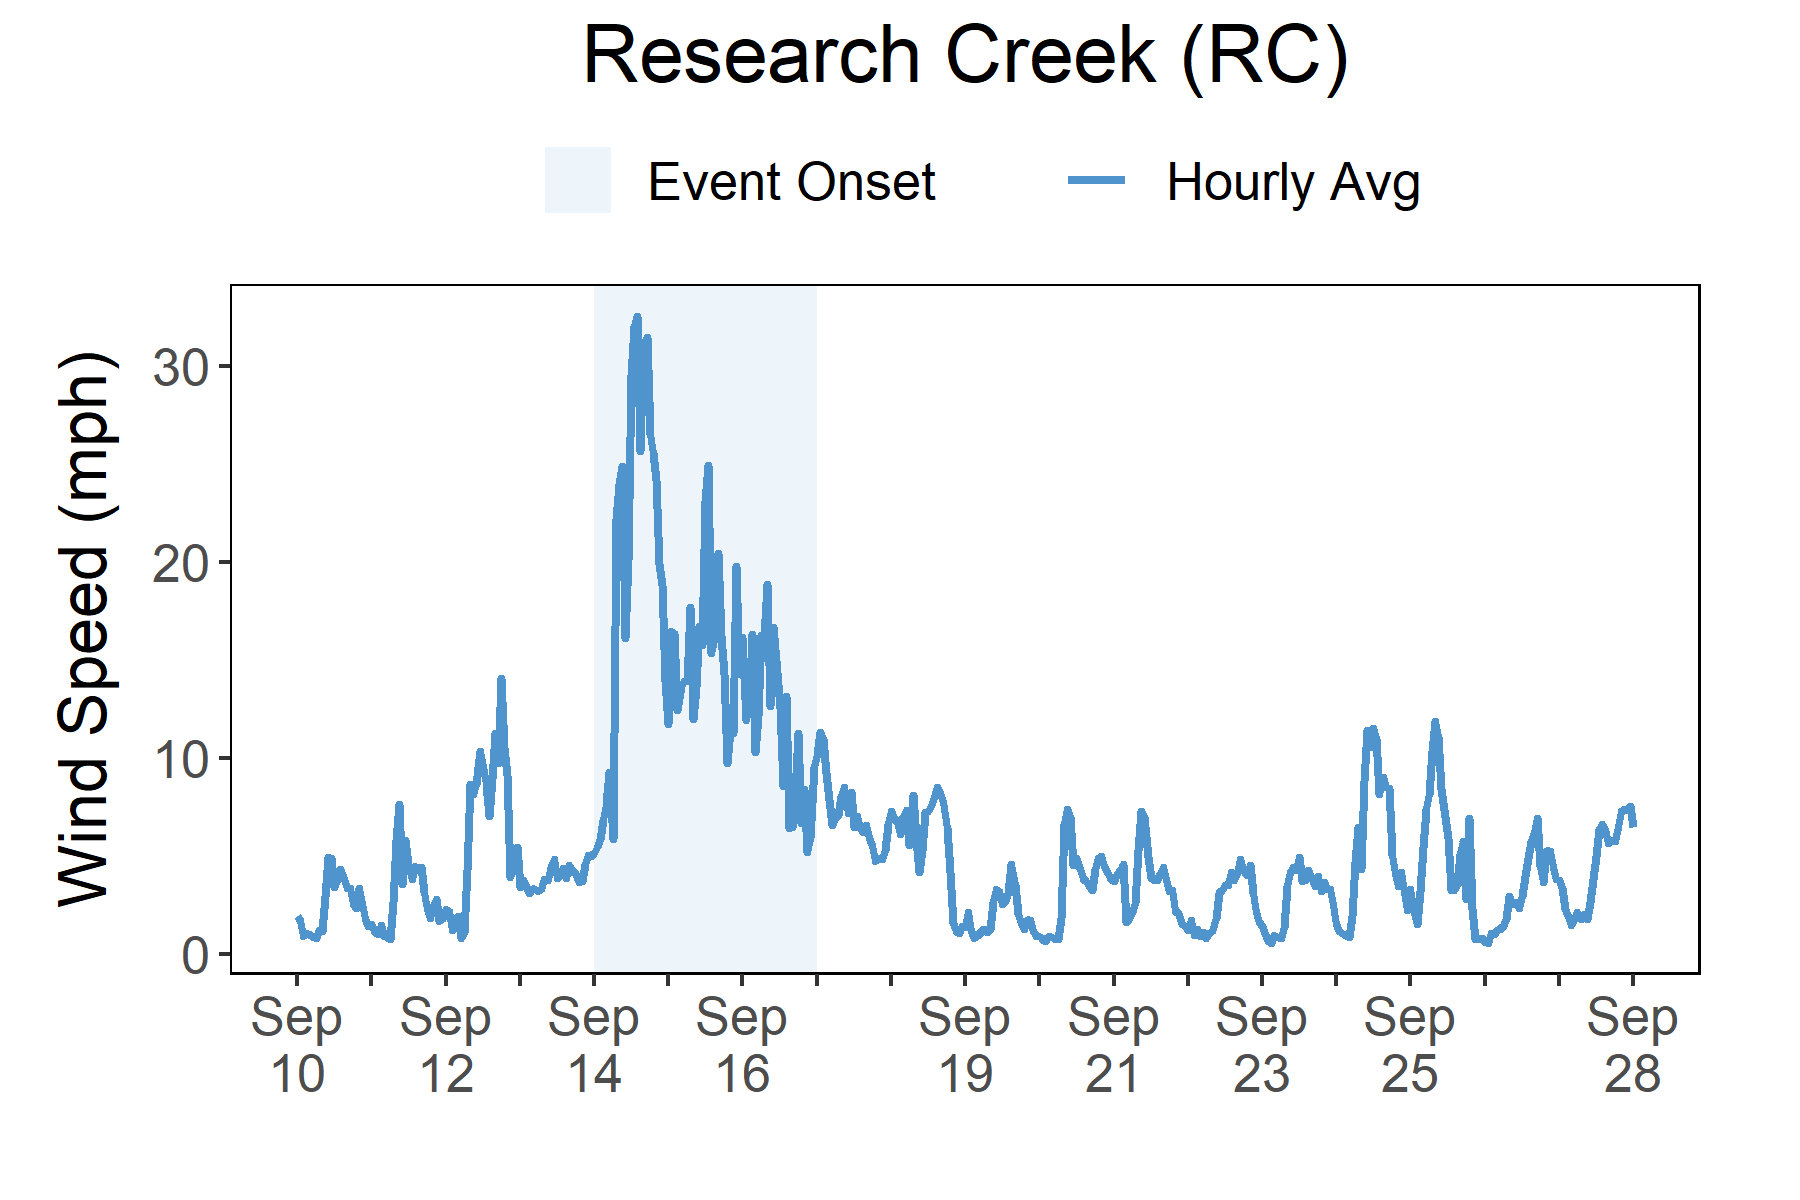 Research Creek (RC)
Event Onset Hourly Avg
Wind Speed (mph)
30
20
10
0
Sep Sep Sep Sep Sep Sep Sep Sep Sep
10 12 14 16 19 21 23 25 28